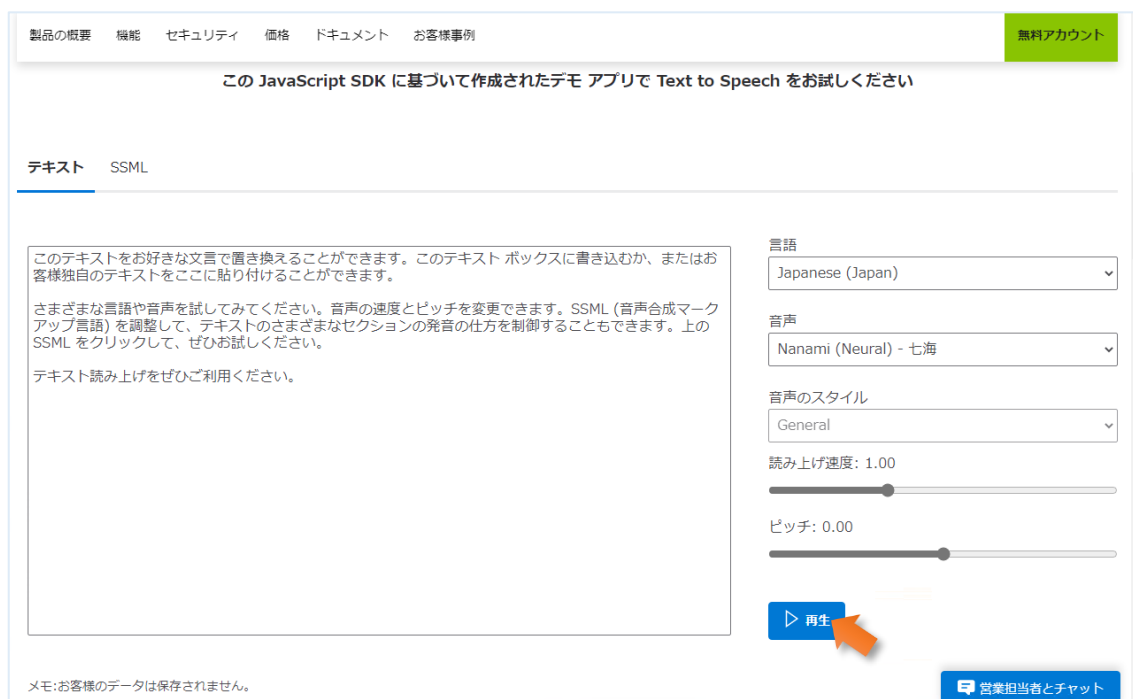 製品の概要 機能 セキュリティ 価格 ドキュメント お客様事例 無料アカウント
この JavaScript SDK に基づいて作成されたデモ アプリで Text to Speech をお試しください
テキスト SSML
このテキストをお好きな文言で置き換えることができます。このテキスト ボックスに書き込むか、またはお
客様独自のテキストをここに貼り付けることができます。
さまざまな言語や音声を試してみてください。音声の速度とピッチを変更できます。SSML (音声合成マーク
アップ言語) を調整して、テキストのさまざまなセクションの発音の仕方を制御することもできます。上の
SSML をクリックして、ぜひお試しください。
テキスト読み上げをぜひご利用ください。
言語
Japanese (Japan)
音声
Nanami (Neural) - 七海
音声のスタイル
General
読み上げ速度: 1.00
ピッチ: 0.00
再生
メモ:お客様のデータは保存されません。
営業担当者とチャット